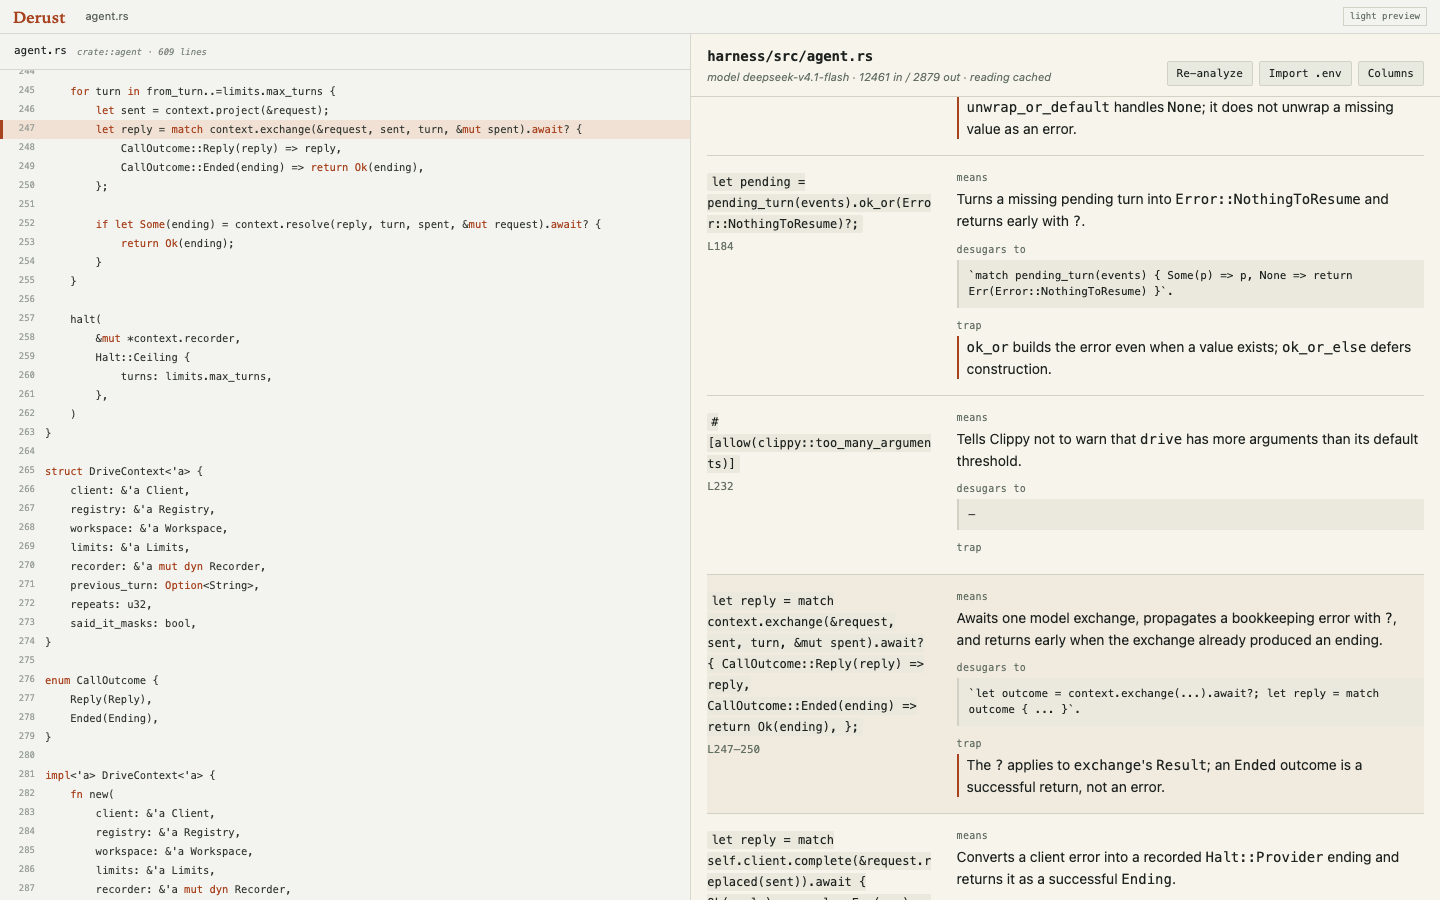 Derust
agent.rs
light preview
agent.rs crate::agent · 609 lines
244
245 for turn in from_turn..=limits.max_turns {
246 let sent = context.project(&request);
247 let reply = match context.exchange(&request, sent, turn, &mut spent).await? {
248 CallOutcome::Reply(reply) => reply,
249 CallOutcome::Ended(ending) => return Ok(ending),
250 };
251
252 if let Some(ending) = context.resolve(reply, turn, spent, &mut request).await? {
253 return Ok(ending);
254 }
255 }
256
257 halt(
258 &mut *context.recorder,
259 Halt::Ceiling {
260 turns: limits.max_turns,
261 },
262 )
263 }
264
265 struct DriveContext<'a> {
266 client: &'a Client,
267 registry: &'a Registry,
268 workspace: &'a Workspace,
269 limits: &'a Limits,
270 recorder: &'a mut dyn Recorder,
271 previous_turn: Option<String>,
272 repeats: u32,
273 said_it_masks: bool,
274 }
275
276 enum CallOutcome {
277 Reply(Reply),
278 Ended(Ending),
279 }
280
281 impl<'a> DriveContext<'a> {
282 fn new(
283 client: &'a Client,
284 registry: &'a Registry,
285 workspace: &'a Workspace,
286 limits: &'a Limits,
287 recorder: &'a mut dyn Recorder,
harness/src/agent.rs
model deepseek-v4.1-flash · 12461 in / 2879 out · reading cached
Re-analyze
Import .env
Columns
unwrap_or_default handles None; it does not unwrap a missing
value as an error.
let pending =
pending_turn(events).ok_or(Erro
r::NothingToResume)?;
L184
means
Turns a missing pending turn into Error::NothingToResume and
returns early with ?.
desugars to
`match pending_turn(events) { Some(p) => p, None => return
Err(Error::NothingToResume) }`.
trap
ok_or builds the error even when a value exists; ok_or_else defers
construction.
#
[allow(clippy::too_many_argumen
ts)]
L232
means
Tells Clippy not to warn that drive has more arguments than its default
threshold.
desugars to
—
trap
let reply = match
context.exchange(&request,
sent, turn, &mut spent).await?
{ CallOutcome::Reply(reply) =>
reply,
CallOutcome::Ended(ending) =>
return Ok(ending), };
L247–250
means
Awaits one model exchange, propagates a bookkeeping error with ?,
and returns early when the exchange already produced an ending.
desugars to
`let outcome = context.exchange(...).await?; let reply = match
outcome { ... }`.
trap
The ? applies to exchange's Result; an Ended outcome is a
successful return, not an error.
let reply = match
self.client.complete(&request.r
eplaced(sent)).await {
means
Converts a client error into a recorded Halt::Provider ending and
returns it as a successful Ending.